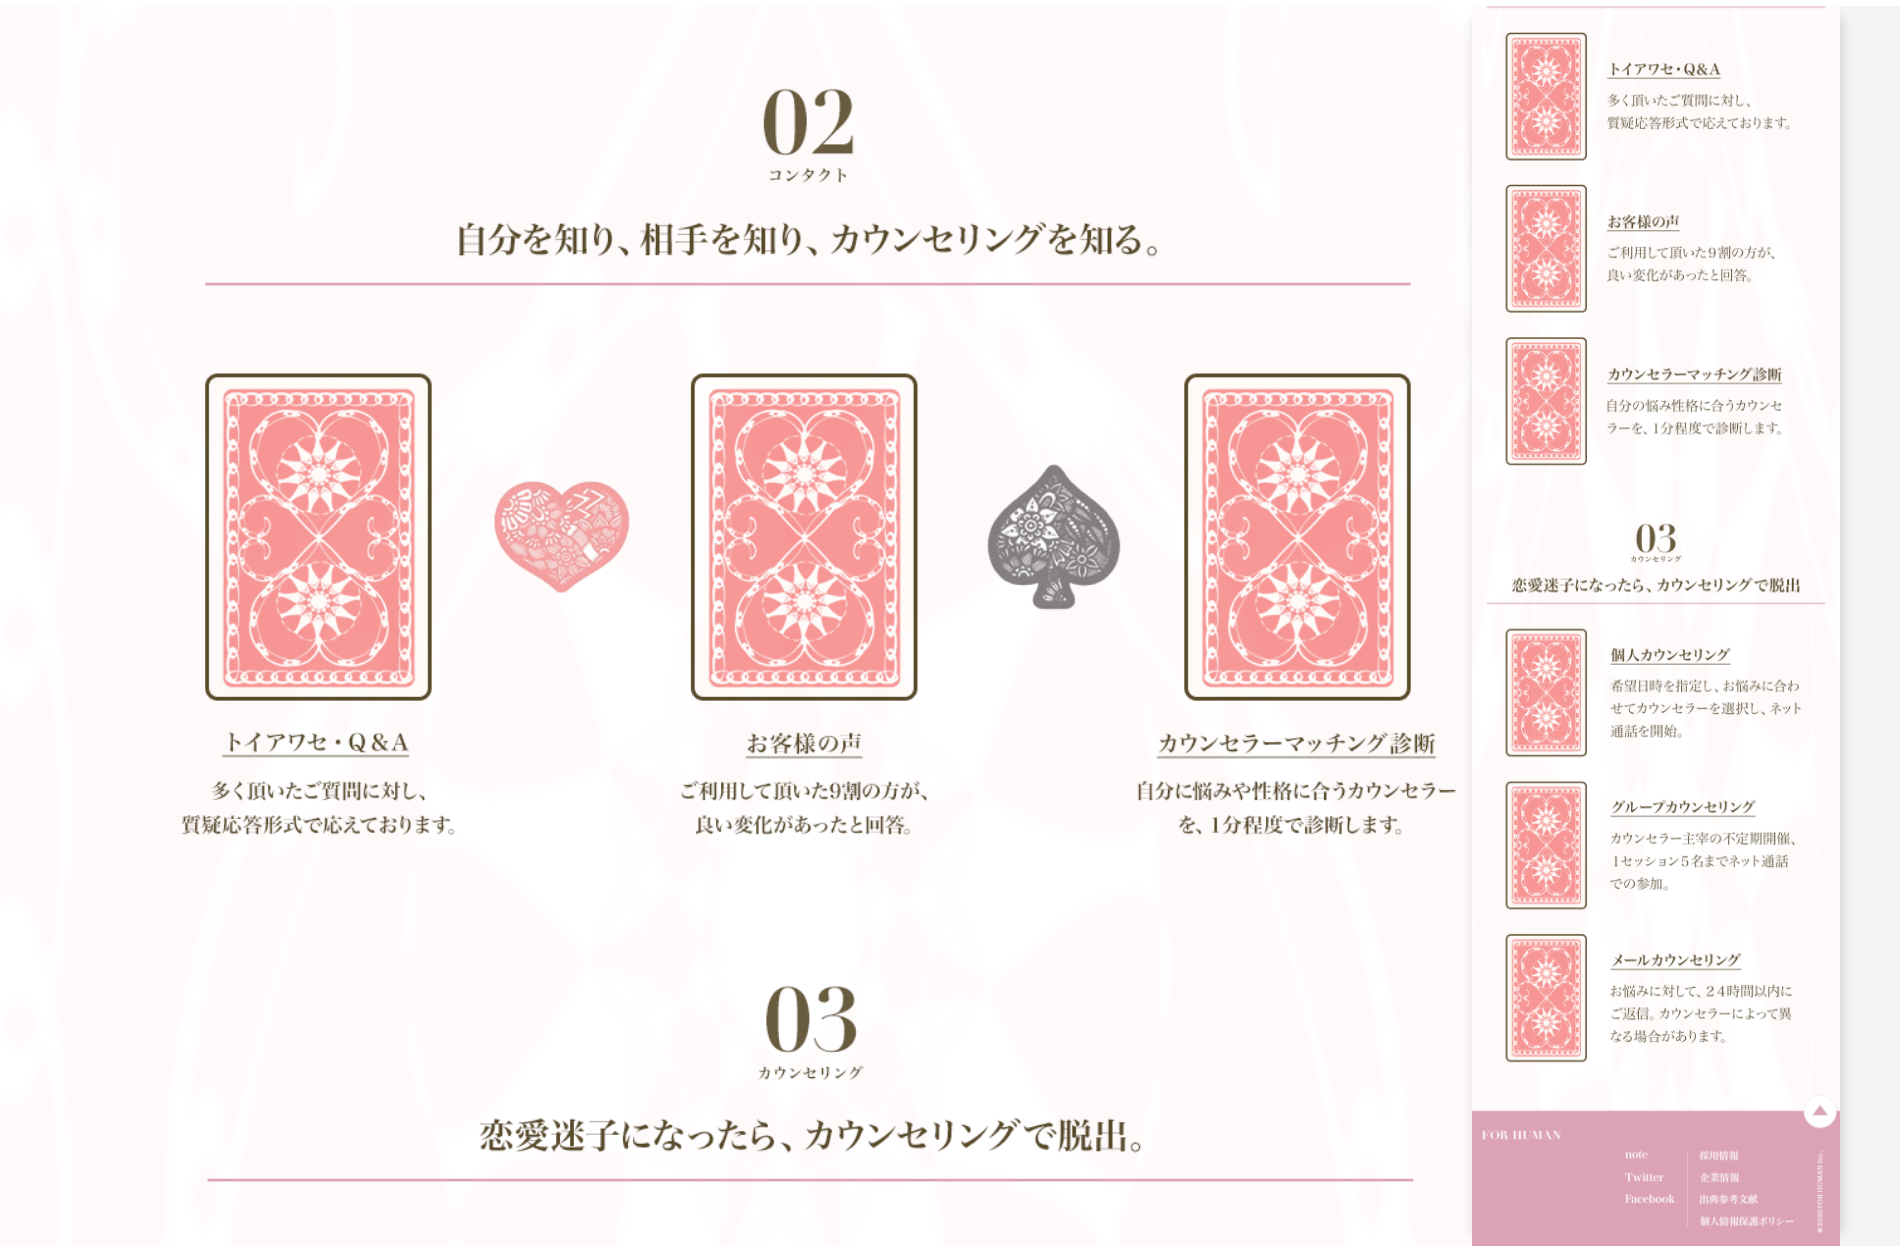 02
コンタクト
自分を知り、相手を知り、カウンセリングを知る。
トイアワセ・Q&A
多く頂いたご質問に対し、
質疑応答形式で応えております。
お客様の声
ご利用して頂いた9割の方が、
良い変化があったと回答。
カウンセラーマッチング診断
自分に悩みや性格に合うカウンセラー
を、1分程度で診断します。
03
カウンセリング
恋愛迷子になったら、カウンセリングで脱出。
トイアワセ・Q&A
多く頂いたご質問に対し、
質疑応答形式で応えております。
お客様の声
ご利用して頂いた９割の方が、
良い変化があったと回答。
カウンセラーマッチング診断
自分の悩み性格に合うカウンセ
ラーを、1分程度で診断します。
03
カウンセリング
恋愛迷子になったら、カウンセリングで脱出
個人カウンセリング
希望日時を指定し、お悩みに合わ
せてカウンセラーを選択し、ネット
通話を開始。
グループカウンセリング
カウンセラー主宰の不定期開催、
1セッション５名までネット通話
での参加。
メールカウンセリング
お悩みに対して、２４時間以内に
ご返信。カウンセラーによって異
なる場合があります。
FOR HUMAN
note
Twitter
Facebook
採用情報
企業情報
出典参考文献
個人情報保護ポリシー
©2020 FOR HUMAN Inc.